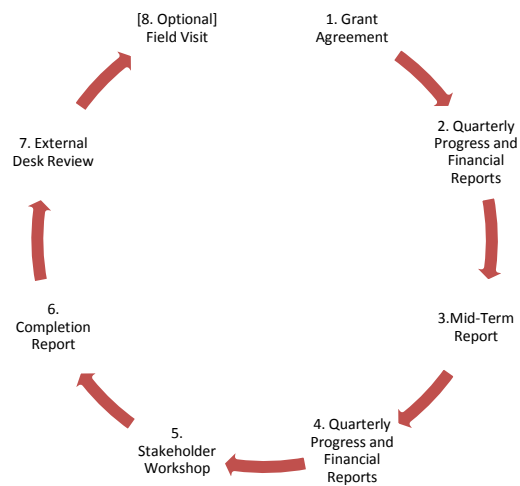 1. Grant
Agreement
2. Quarterly
Progress and
Financial
Reports
3.Mid-Term
Report
4. Quarterly
Progress and
Financial
Reports
5.
Stakeholder
Workshop
6.
Completion
Report
7. External
Desk Review
[8. Optional]
Field Visit